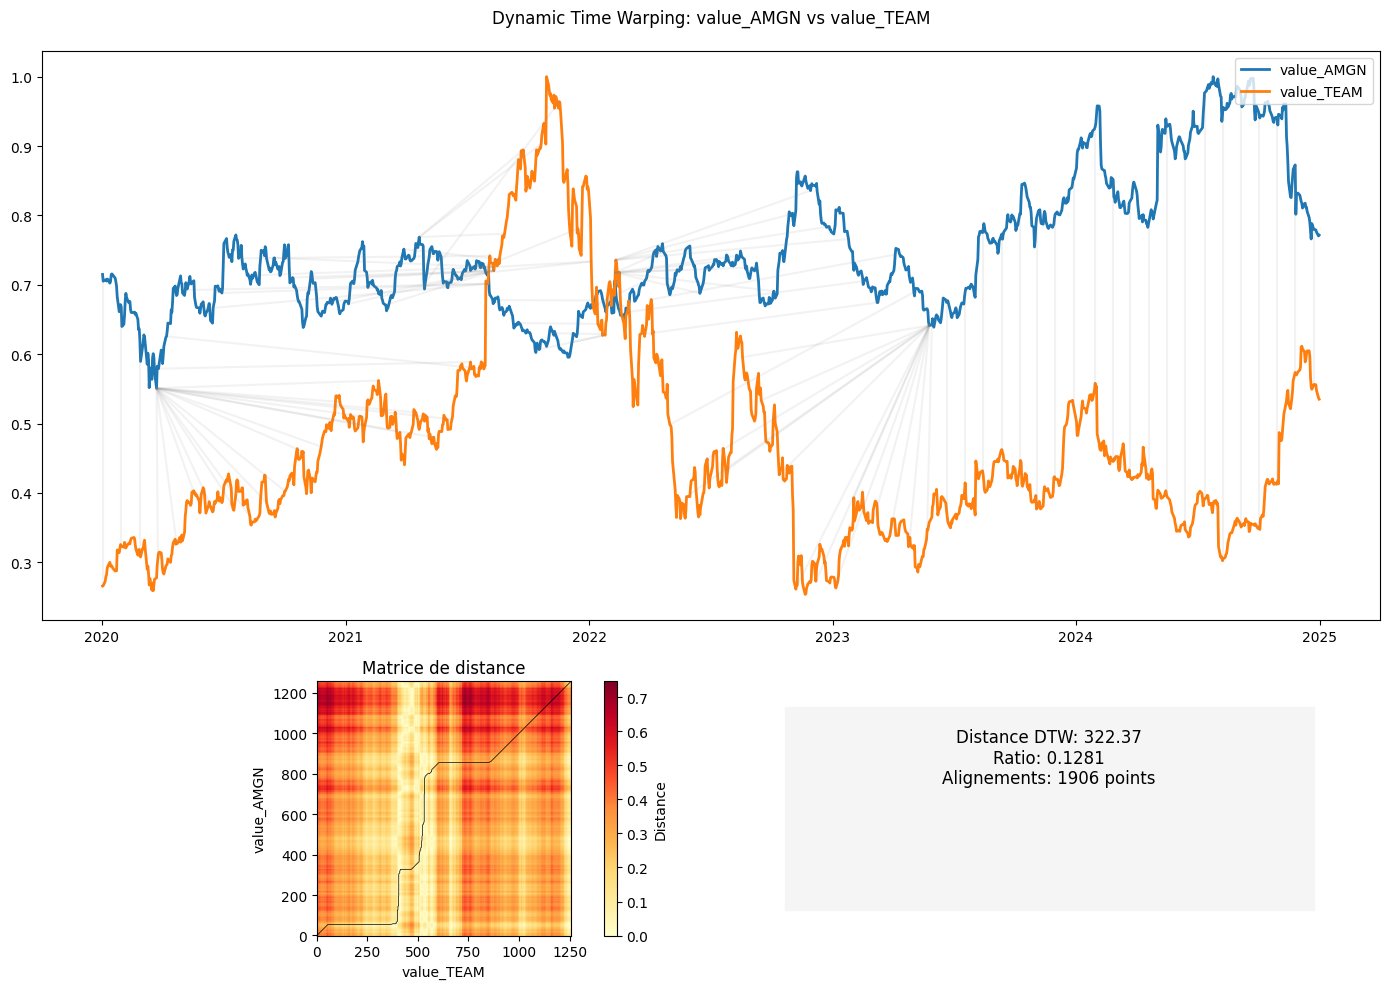 Dynamic Time Warping: value_AMGN vs value_TEAM
value_AMGN
value_TEAM
1.0
0.9
0.8
0.7
0.6
0.5
0.4
0.3
2020 2021 2022 2023 2024 2025
Matrice de distance
value_AMGN
1200
1000
800
600
400
200
0
0 250 500 750 1000 1250
value_TEAM
0.7
0.6
0.5
0.4
0.3
0.2
0.1
0.0
Distance
Distance DTW: 322.37
Ratio: 0.1281
Alignements: 1906 points